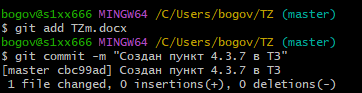 bogov@s1xx666 MINGW64 /C/Users/bogov/TZ (master)
$ git add TZm.docx
bogov@s1xx666 MINGW64 /C/Users/bogov/TZ (master)
$ git commit -m "Создан пункт 4.3.7 в ТЗ"
[master cbc99ad] Создан пункт 4.3.7 в ТЗ
1 file changed, 0 insertions(+), 0 deletions(-)